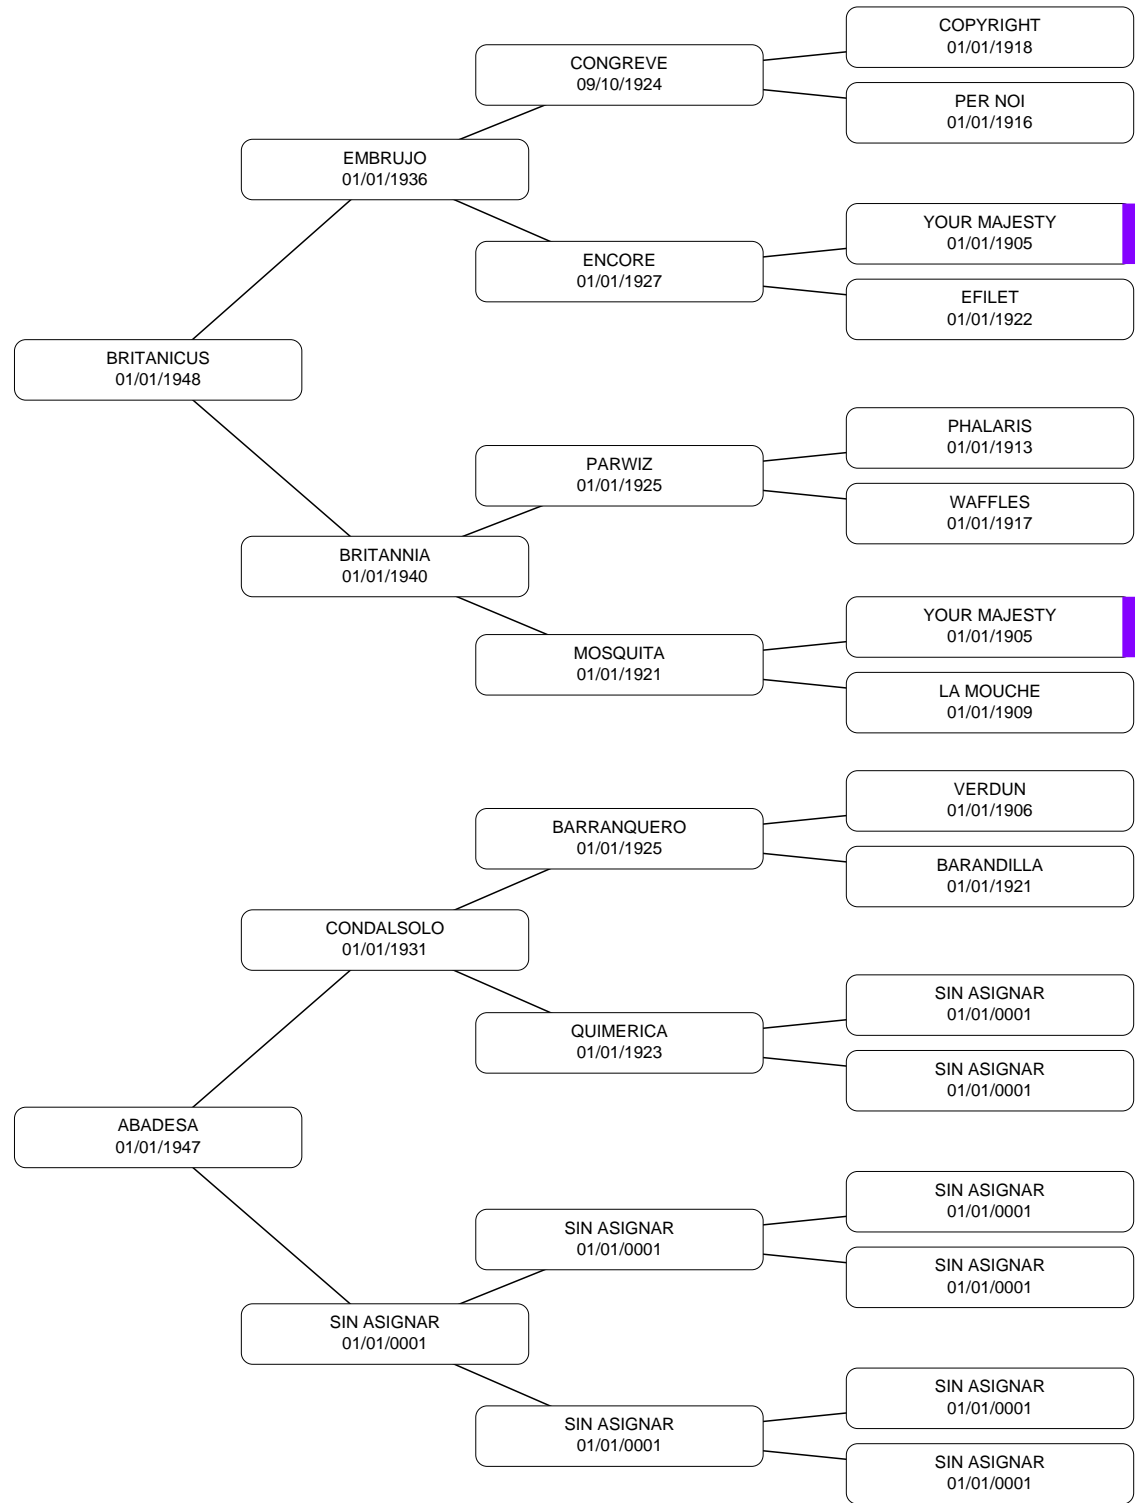 COPYRIGHT
01/01/1918
CONGREVE
09/10/1924
PER NOI
01/01/1916
EMBRUJO
01/01/1936
YOUR MAJESTY
01/01/1905
ENCORE
01/01/1927
EFILET
01/01/1922
BRITANICUS
01/01/1948
PHALARIS
01/01/1913
PARWIZ
01/01/1925
WAFFLES
01/01/1917
BRITANNIA
01/01/1940
YOUR MAJESTY
01/01/1905
MOSQUITA
01/01/1921
LA MOUCHE
01/01/1909
VERDUN
01/01/1906
BARRANQUERO
01/01/1925
BARANDILLA
01/01/1921
CONDALSOLO
01/01/1931
SIN ASIGNAR
01/01/0001
QUIMERICA
01/01/1923
SIN ASIGNAR
01/01/0001
ABADESA
01/01/1947
SIN ASIGNAR
01/01/0001
SIN ASIGNAR
01/01/0001
SIN ASIGNAR
01/01/0001
SIN ASIGNAR
01/01/0001
SIN ASIGNAR
01/01/0001
SIN ASIGNAR
01/01/0001
SIN ASIGNAR
01/01/0001